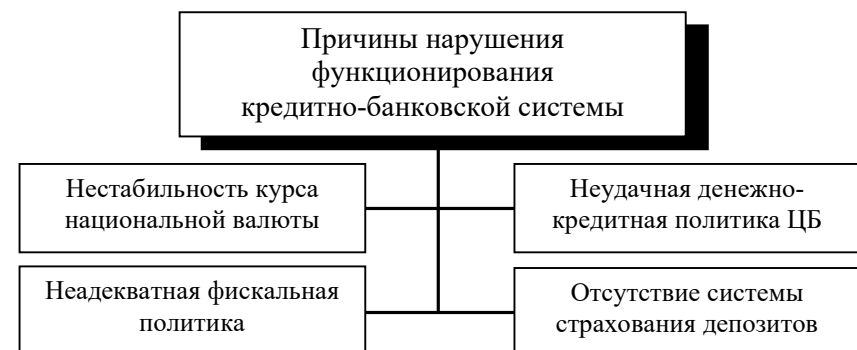 Причины нарушения
функционирования
кредитно-банковской системы
Нестабильность курса
национальной валюты
Неудачная денежно-
кредитная политика ЦБ
Неадекватная фискальная
политика
Отсутствие системы
страхования депозитов